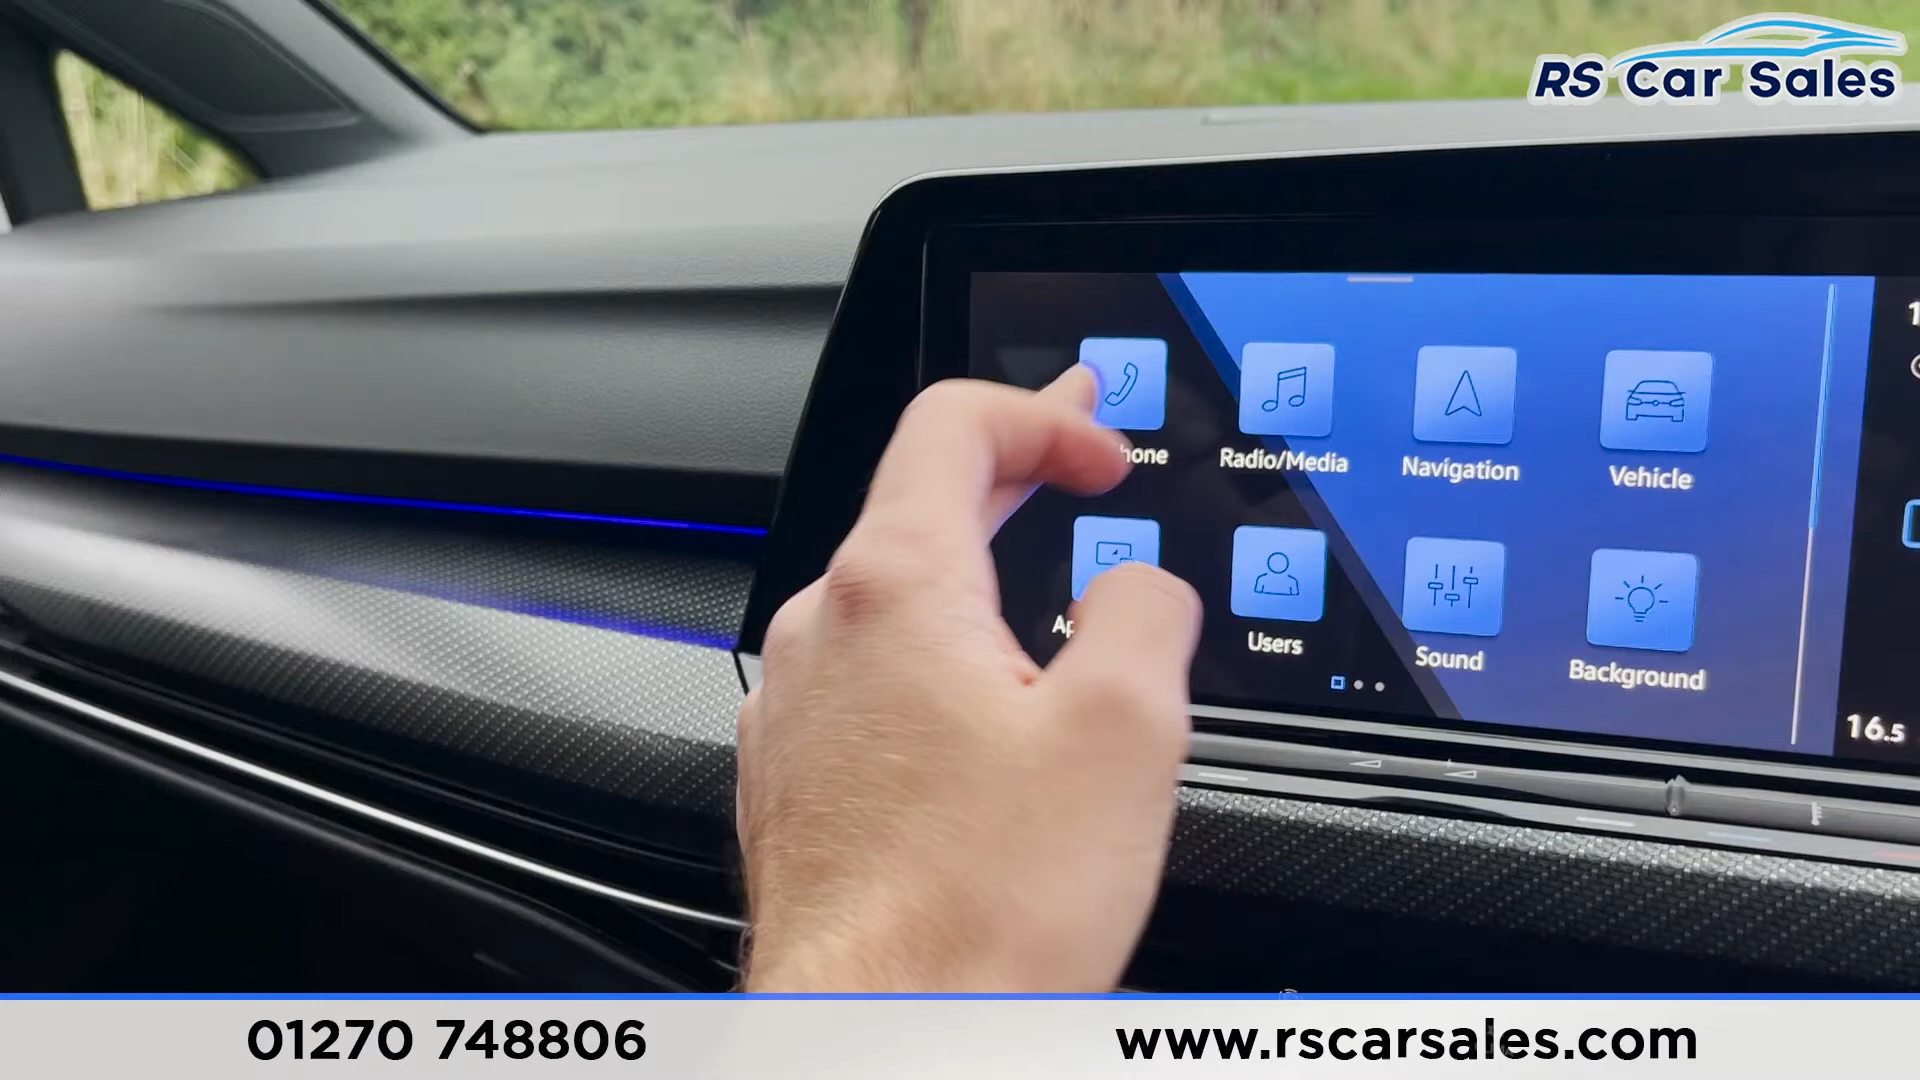 RS Car Sales
Radio/Media
Navigation
Vehicle
Users
Sound
Background
16.5
01270 748806
www.rscarsales.com